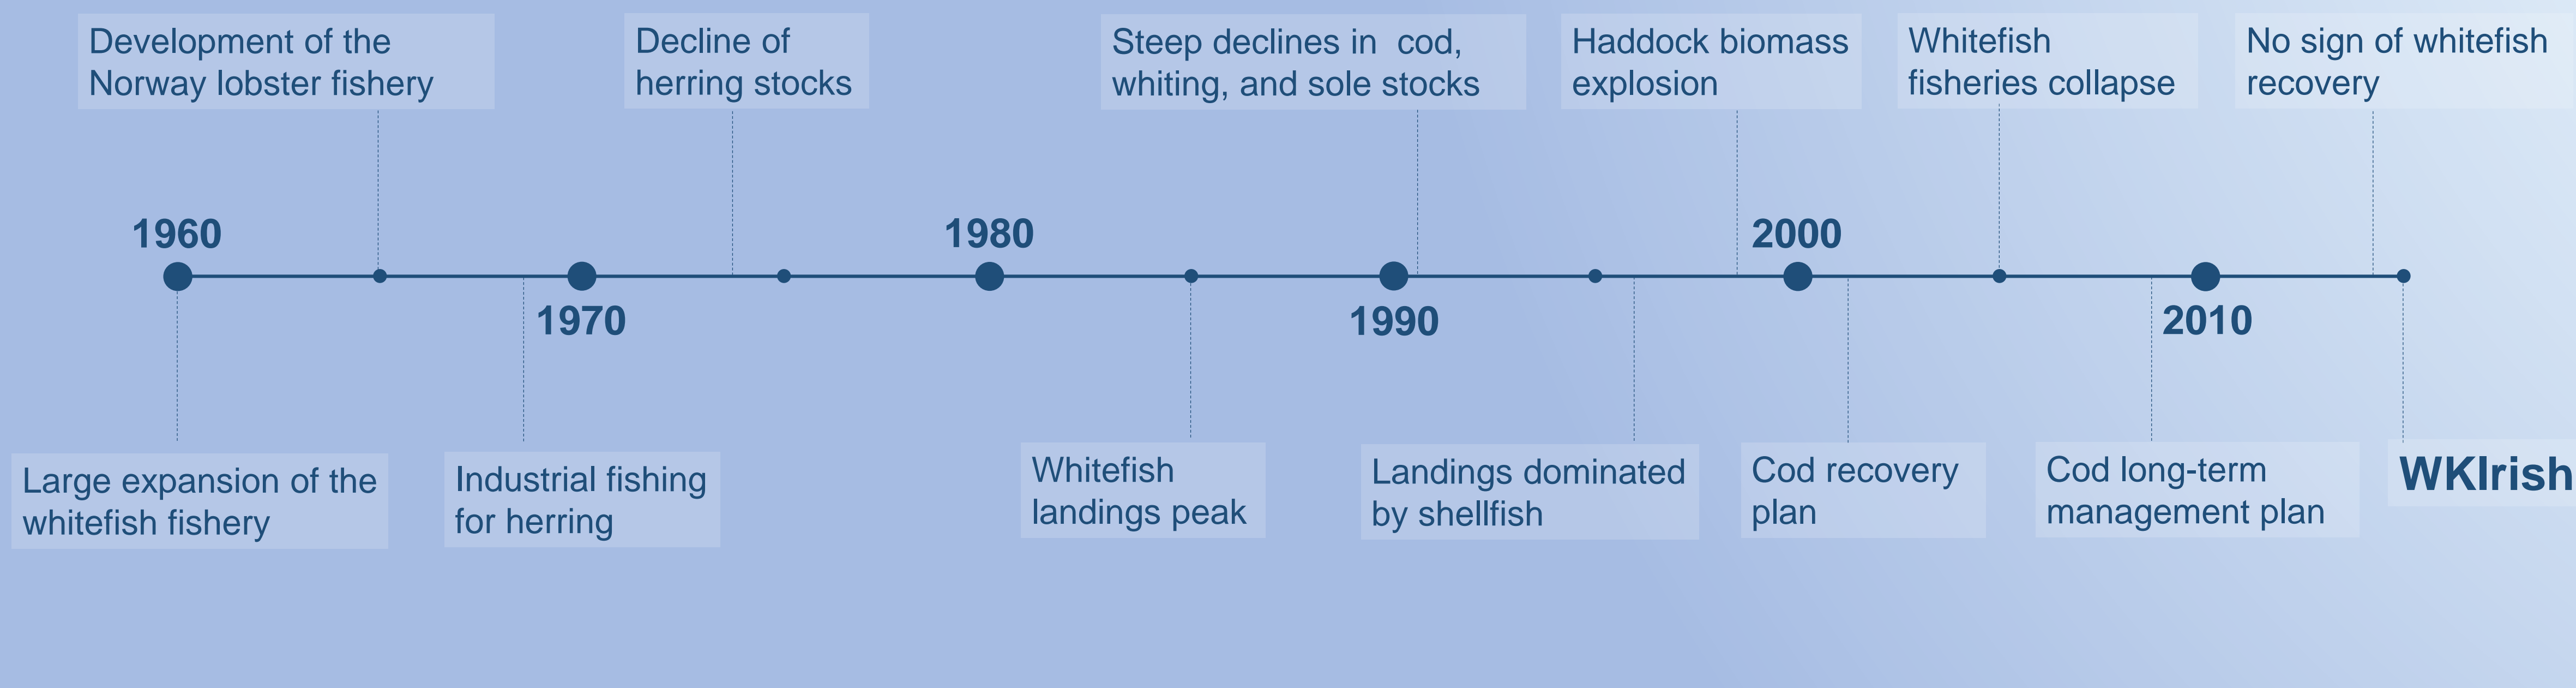 Development of the
Norway lobster fishery
Decline of
herring stocks
Steep declines in  cod,
whiting, and sole stocks
Haddock biomass
explosion
Whitefish
fisheries collapse
No sign of whitefish
recovery
1960
1980
2000
1970
1990
2010
Large expansion of the
whitefish fishery
Industrial fishing
for herring
Whitefish
landings peak
Landings dominated
by shellfish
Cod recovery
plan
Cod long-term
management plan
WKIrish